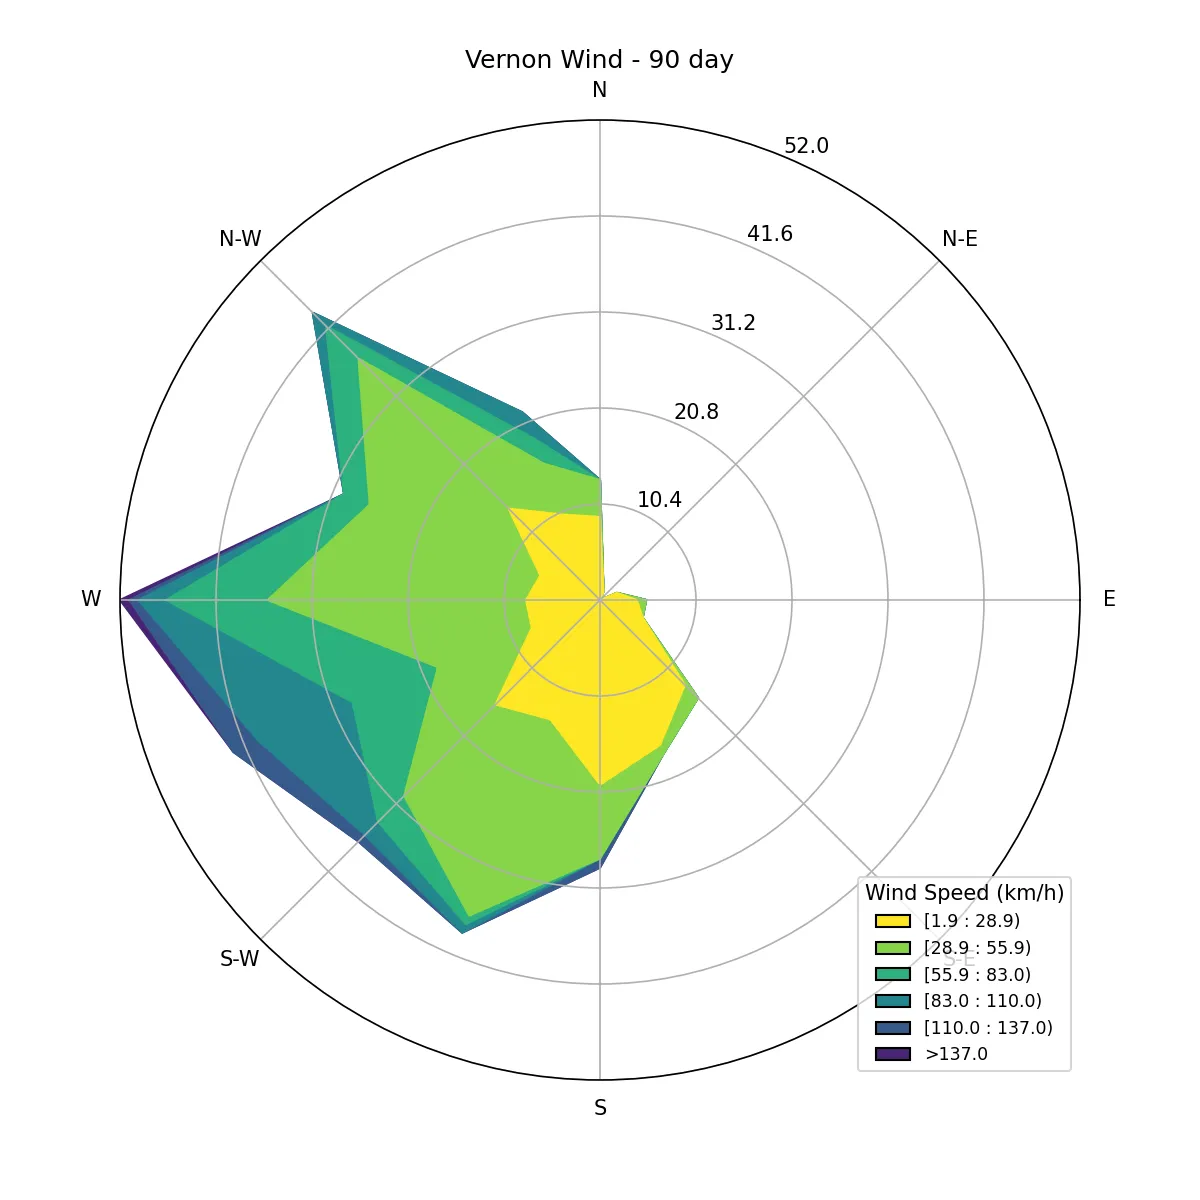 Vernon Wind - 90 day
N
52.0
N-W
41.6
N-E
31.2
20.8
10.4
W
E
S-W
S-E
S
Wind Speed (km/h)
[1.9 : 28.9)
[28.9 : 55.9)
[55.9 : 83.0)
[83.0 : 110.0)
[110.0 : 137.0)
>137.0